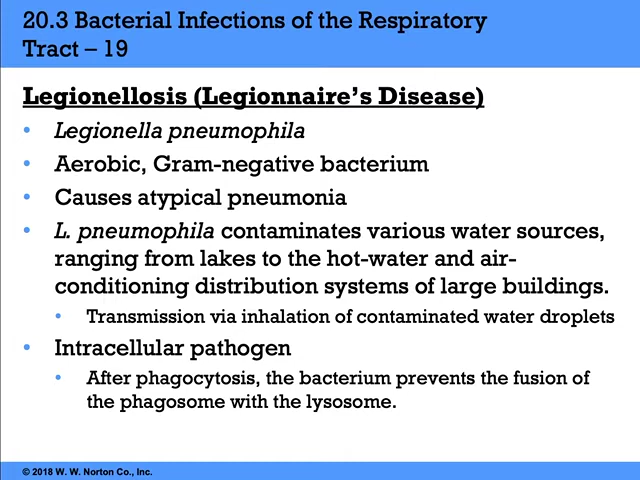 20.3 Bacterial Infections of the Respiratory
Tract – 19
Legionellosis (Legionnaire’s Disease)
• Legionella pneumophila
• Aerobic, Gram-negative bacterium
• Causes atypical pneumonia
• L. pneumophila contaminates various water sources,
ranging from lakes to the hot-water and air-
conditioning distribution systems of large buildings.
• Transmission via inhalation of contaminated water droplets
• Intracellular pathogen
• After phagocytosis, the bacterium prevents the fusion of
the phagosome with the lysosome.
© 2018 W. W. Norton Co., Inc.